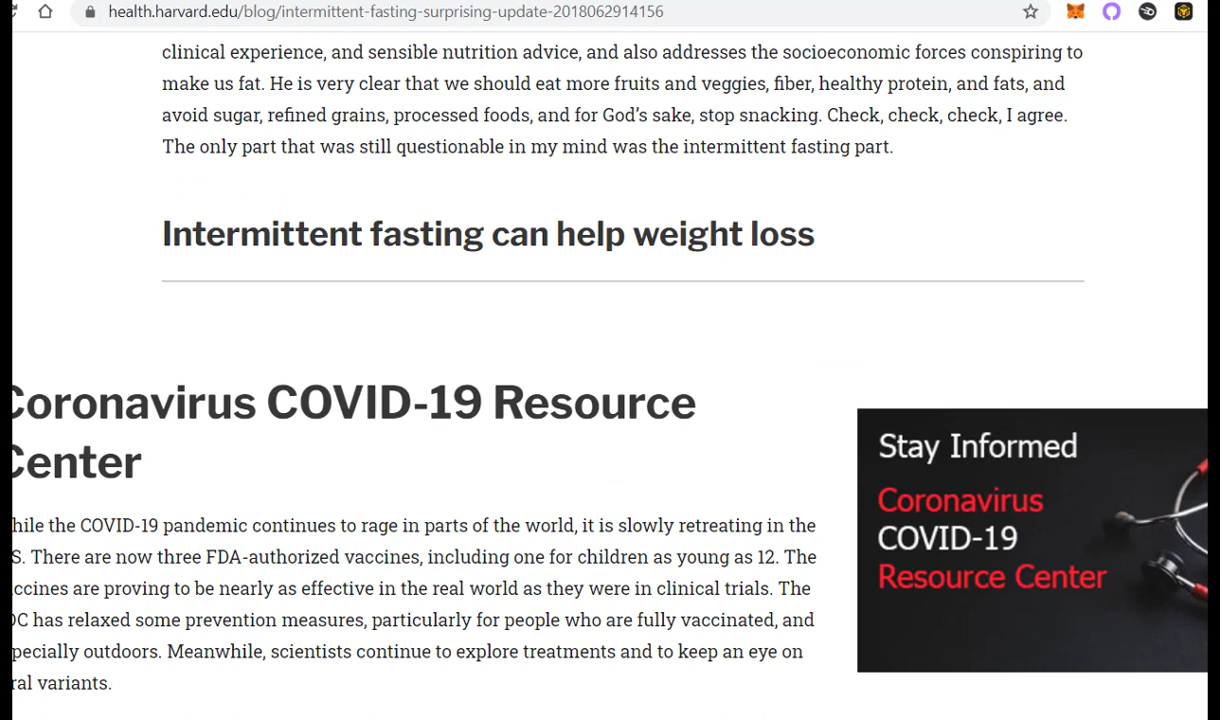 health.harvard.edu/blog/intermittent-fasting-surprising-update-2018062914156
clinical experience, and sensible nutrition advice, and also addresses the socioeconomic forces conspiring to
make us fat. He is very clear that we should eat more fruits and veggies, fiber, healthy protein, and fats, and
avoid sugar, refined grains, processed foods, and for God’s sake, stop snacking. Check, check, check, I agree.
The only part that was still questionable in my mind was the intermittent fasting part.
Intermittent fasting can help weight loss
Coronavirus COVID-19 Resource
Center
hile the COVID-19 pandemic continues to rage in parts of the world, it is slowly retreating in the
S. There are now three FDA-authorized vaccines, including one for children as young as 12. The
ccines are proving to be nearly as effective in the real world as they were in clinical trials. The
DC has relaxed some prevention measures, particularly for people who are fully vaccinated, and
pecially outdoors. Meanwhile, scientists continue to explore treatments and to keep an eye on
ral variants.
Stay Informed
Coronavirus
COVID-19
Resource Center